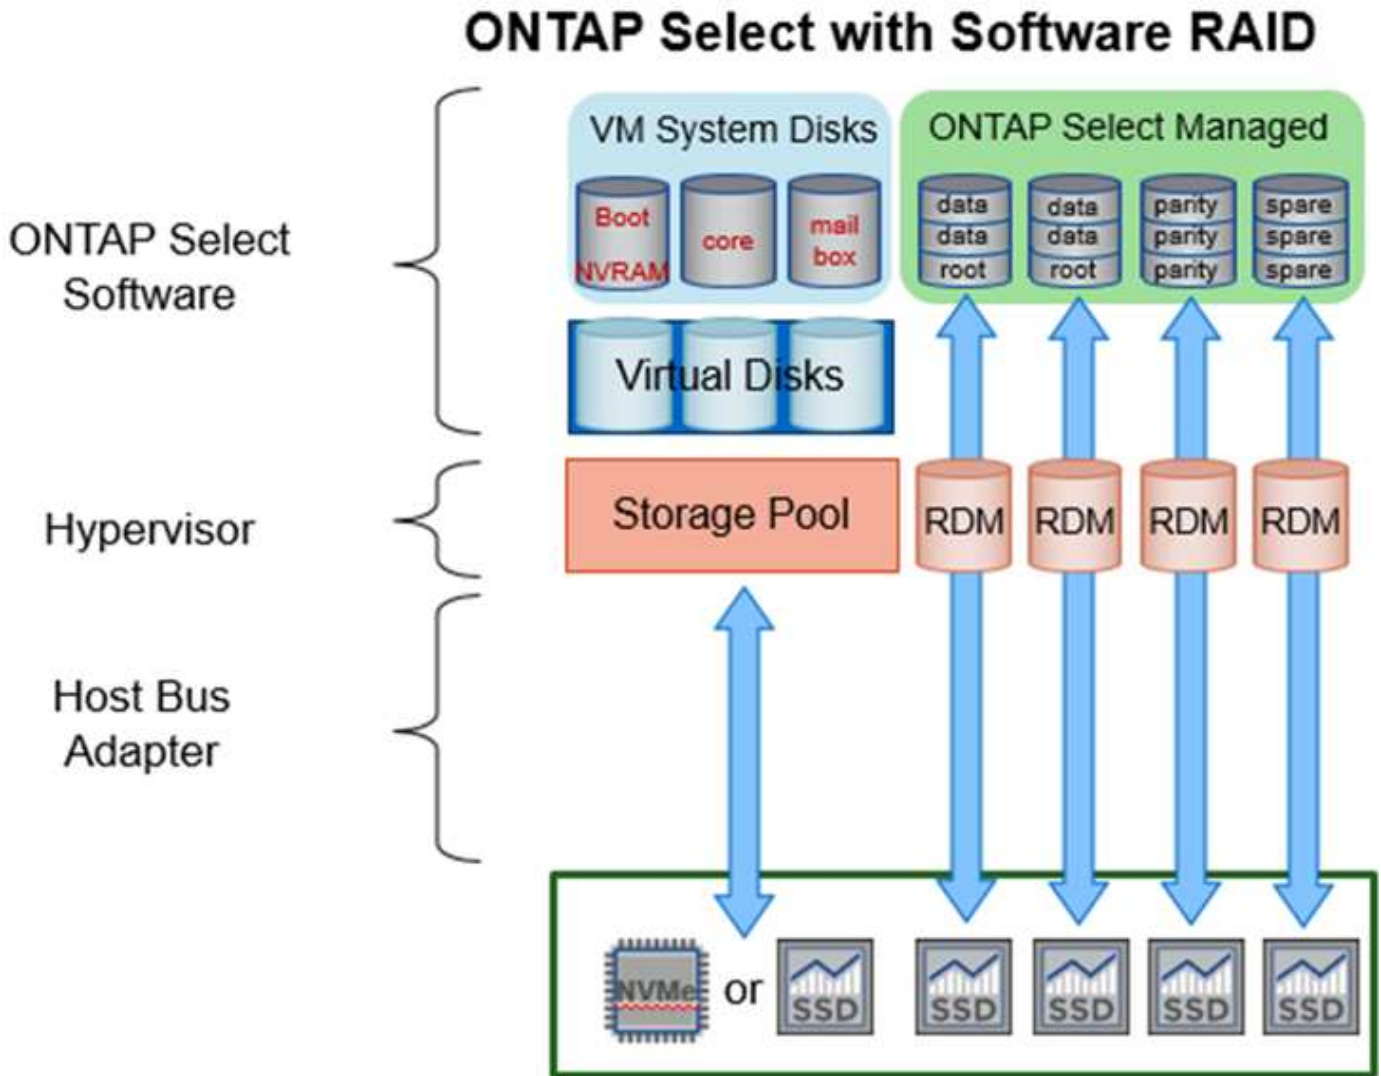 ONTAP Select with Software RAID
ONTAP Select
Software
VM System Disks
Boot
NVRAM
core
mail
box
ONTAP Select Managed
data
data
root
data
data
root
parity
parity
parity
spare
spare
spare
Virtual Disks
Hypervisor
Storage Pool
RDM
RDM
RDM
RDM
Host Bus
Adapter
NVMe
or
SSD
SSD
SSD
SSD
SSD